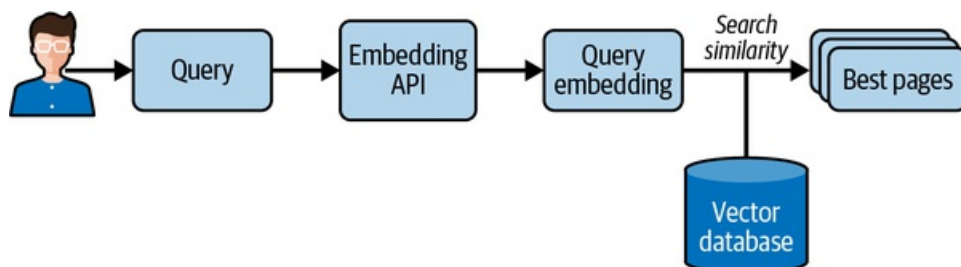 Query
Embedding
API
Query
embedding
Search
similarity
Best pages
Vector
database